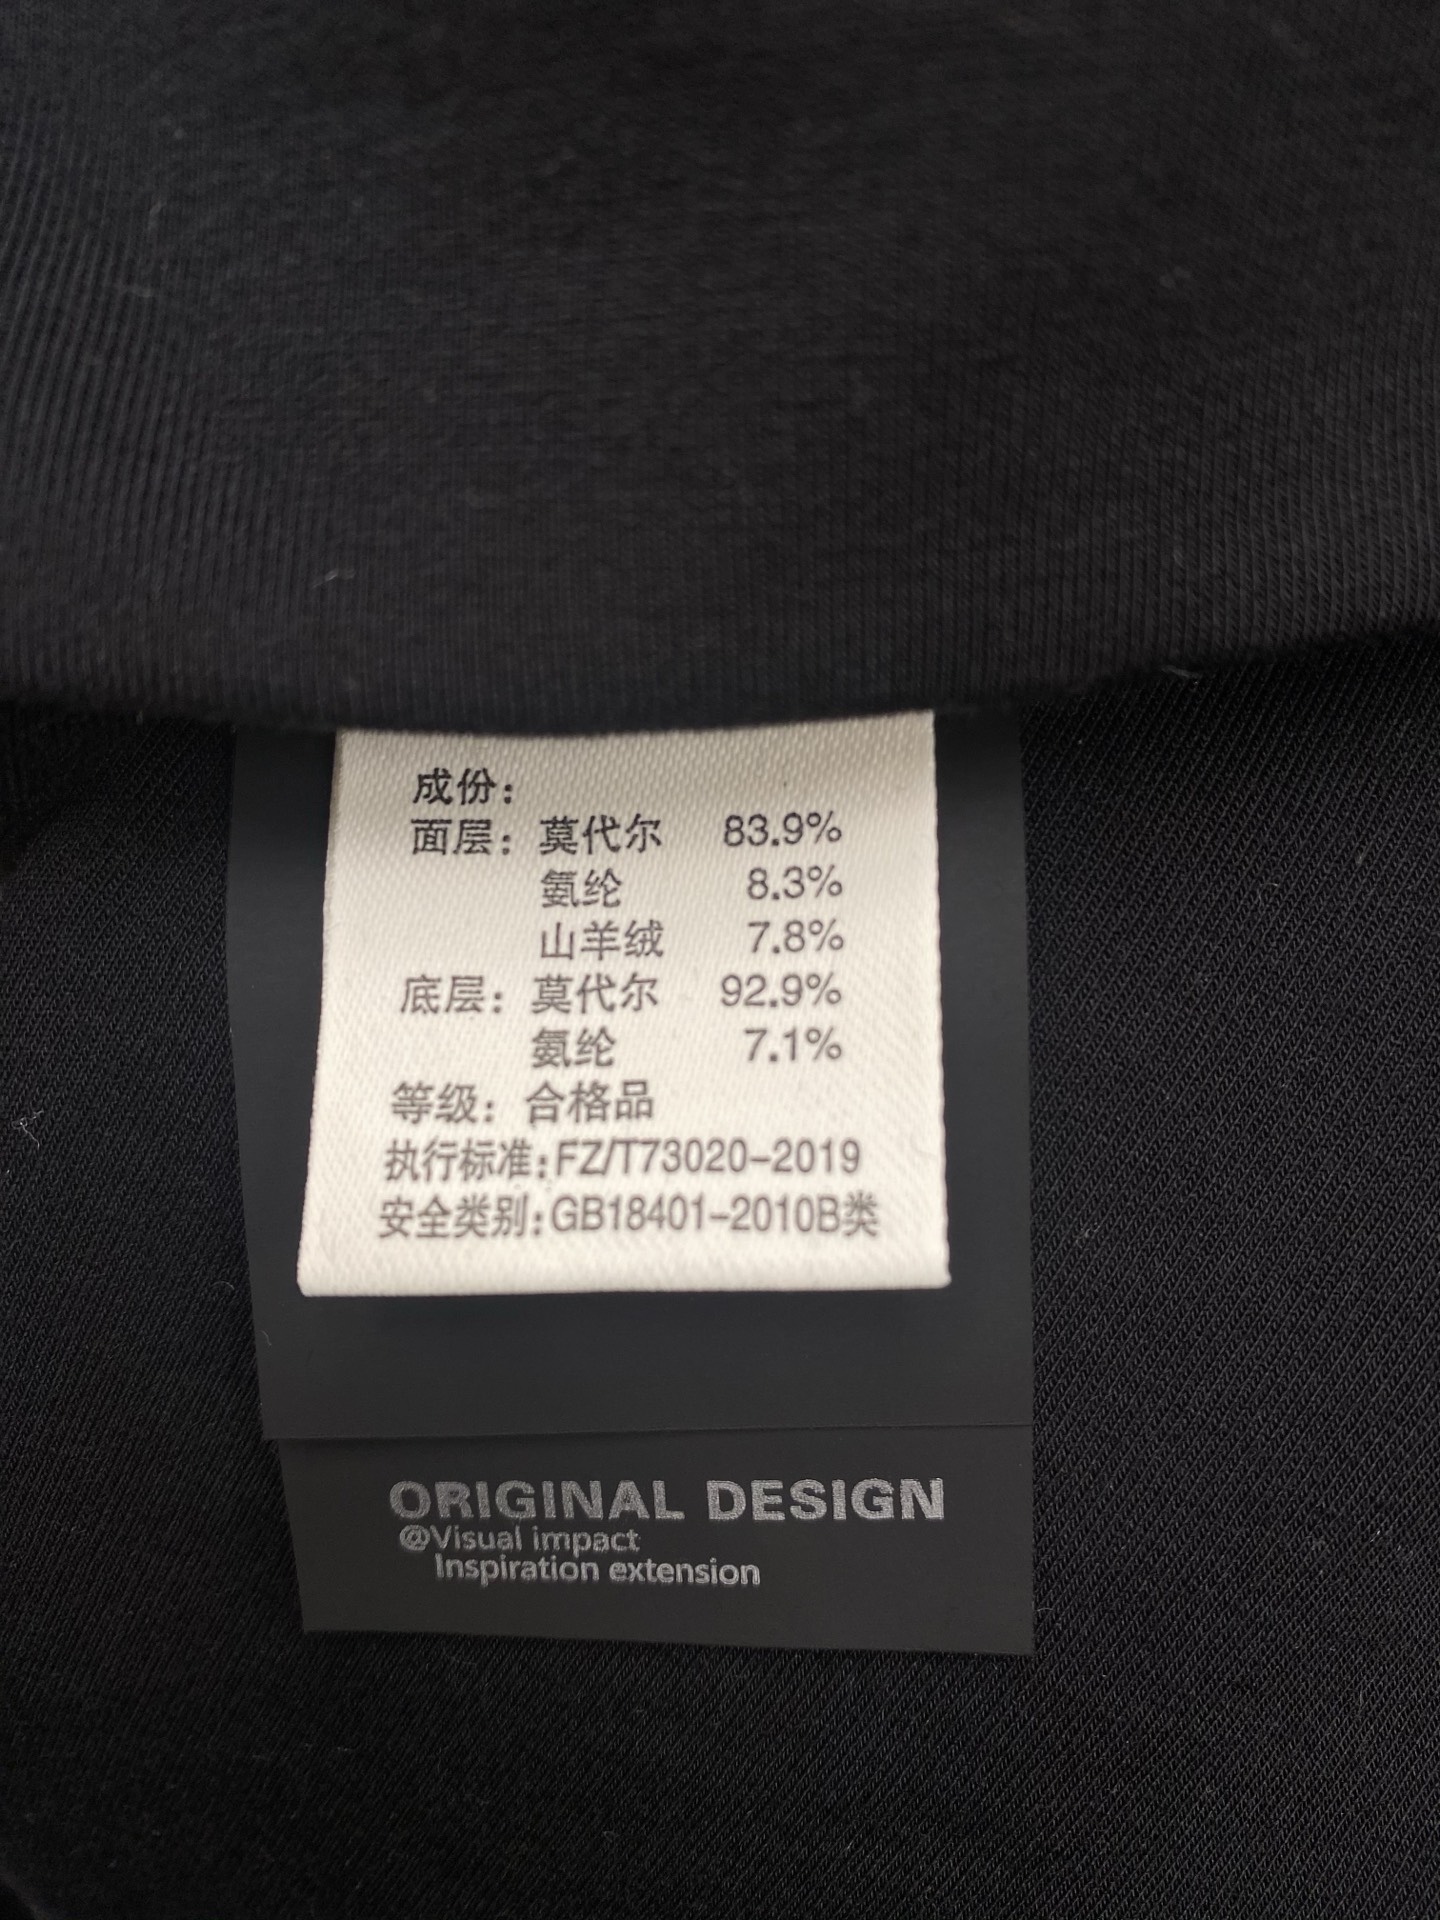 成份：
面层：莫代尔 83.9%
氨纶 8.3%
山羊绒 7.8%
底层：莫代尔 92.9%
氨纶 7.1%
等级：合格品
执行标准：FZ/T73020-2019
安全类别：GB18401-2010B类
ORIGINAL DESIGN
@Visual impact
Inspiration extension